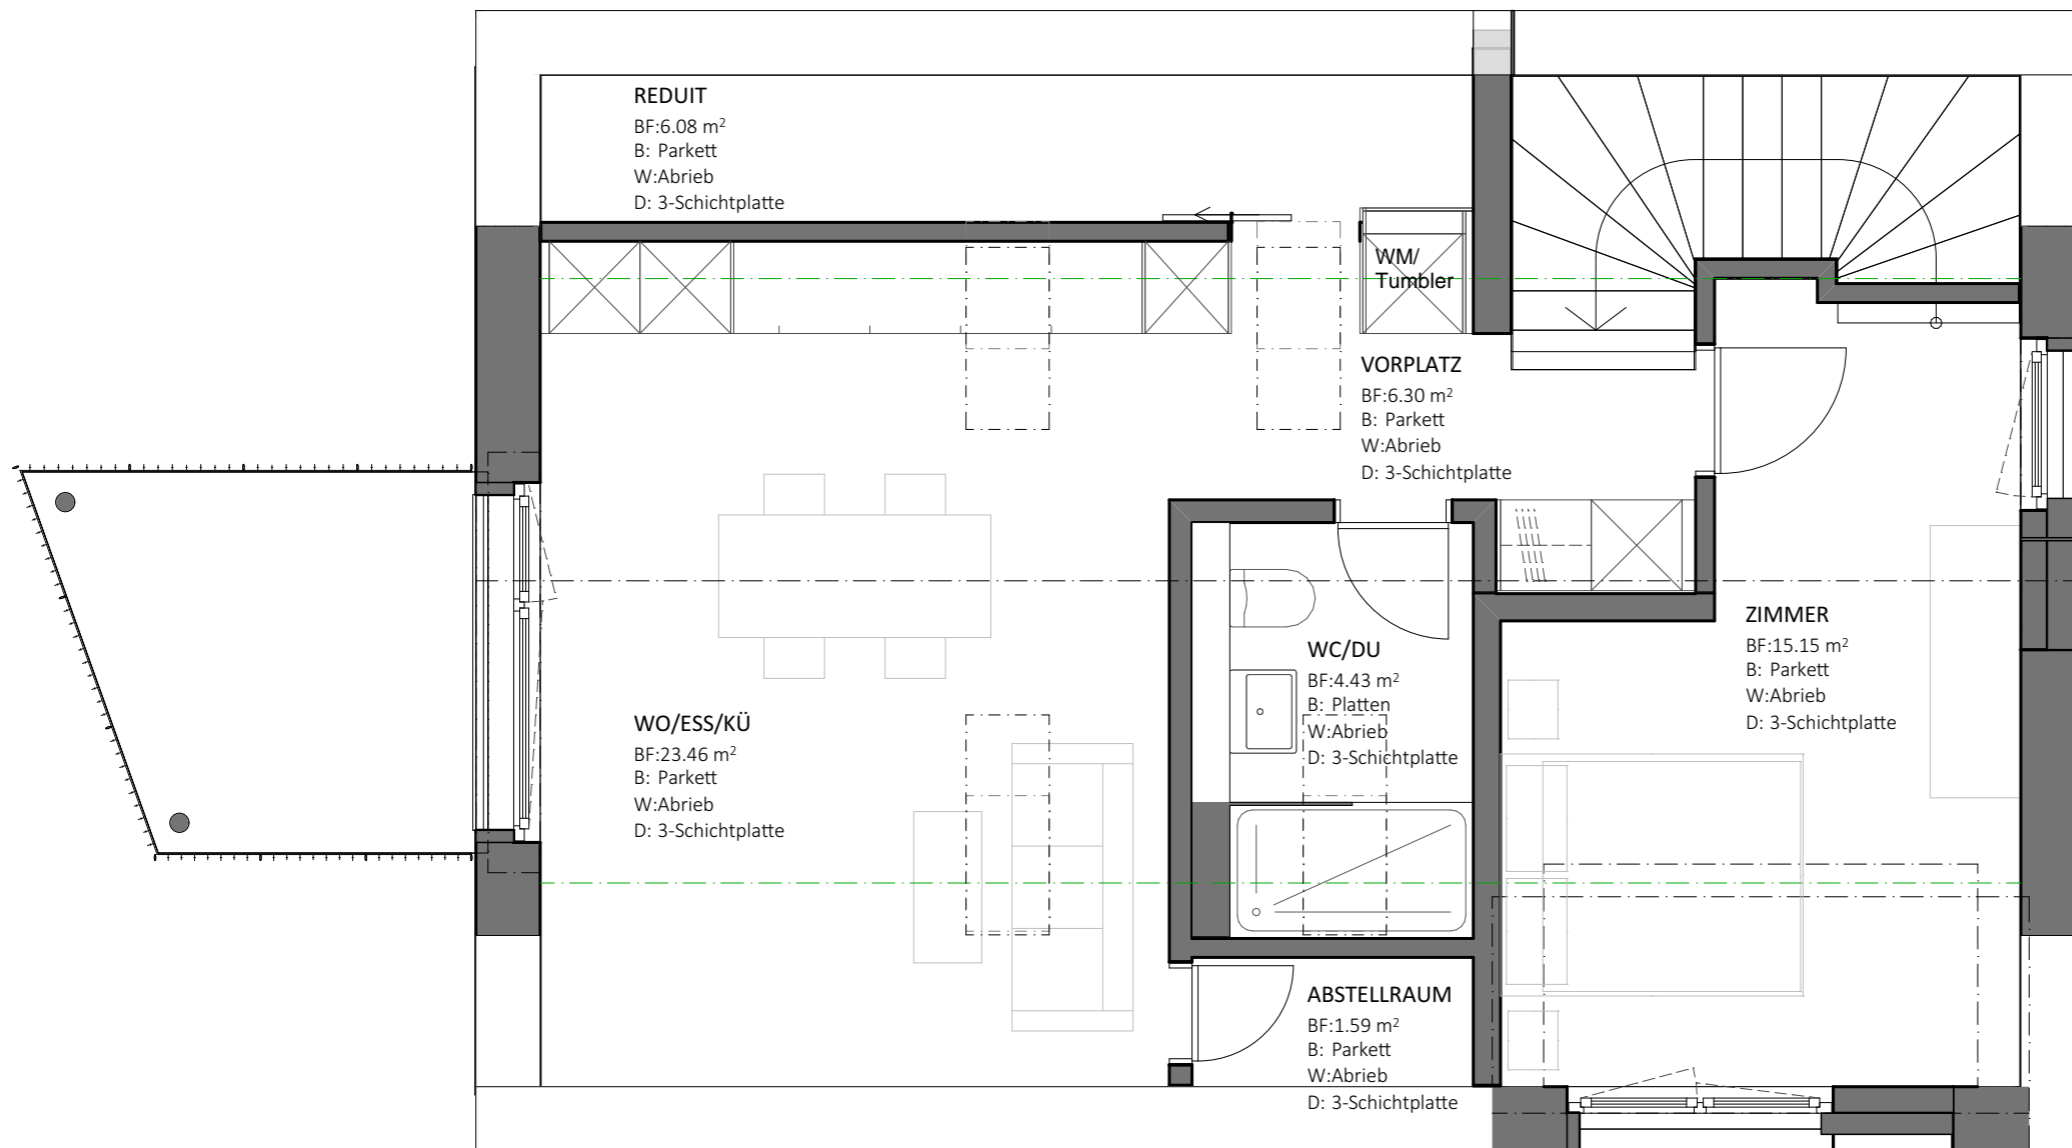 REDUIT
BF:6.08 m²
B: Parkett
W:Abrieb
D: 3-Schichtplatte
WM/
Tumbler
VORPLATZ
BF:6.30 m²
B: Parkett
W:Abrieb
D: 3-Schichtplatte
WO/ESS/KÜ
BF:23.46 m²
B: Parkett
W:Abrieb
D: 3-Schichtplatte
WC/DU
BF:4.43 m²
B: Platten
W:Abrieb
D: 3-Schichtplatte
ZIMMER
BF:15.15 m²
B: Parkett
W:Abrieb
D: 3-Schichtplatte
ABSTELLRAUM
BF:1.59 m²
B: Parkett
W:Abrieb
D: 3-Schichtplatte